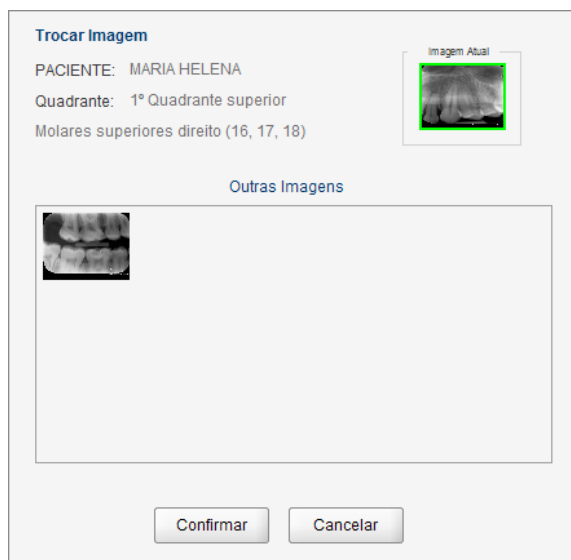 Trocar Imagem
Imagem Atual
PACIENTE: MARIA HELENA
Quadrante: 1º Quadrante superior
Molares superiores direito (16, 17, 18)
Outras Imagens
Confirmar
Cancelar